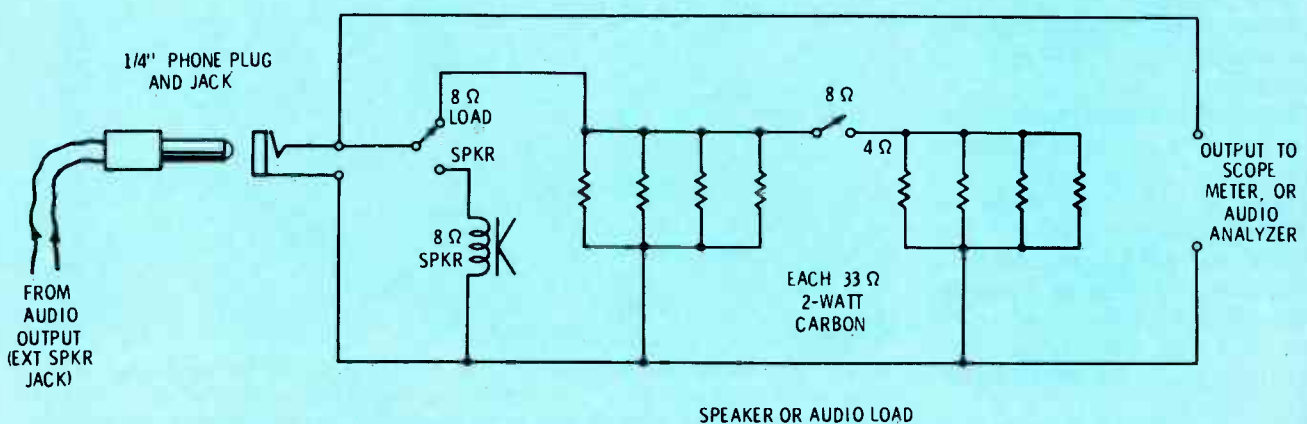 1/4" PHONE PLUG
AND JACK
8 Ω
LOAD
SPKR
8 Ω
SPKR
8 Ω
4 Ω
EACH 33 Ω
2-WATT
CARBON
OUTPUT TO
SCOPE
METER, OR
AUDIO
ANALYZER
FROM
AUDIO
OUTPUT
(EXT SPKR
JACK)
SPEAKER OR AUDIO LOAD